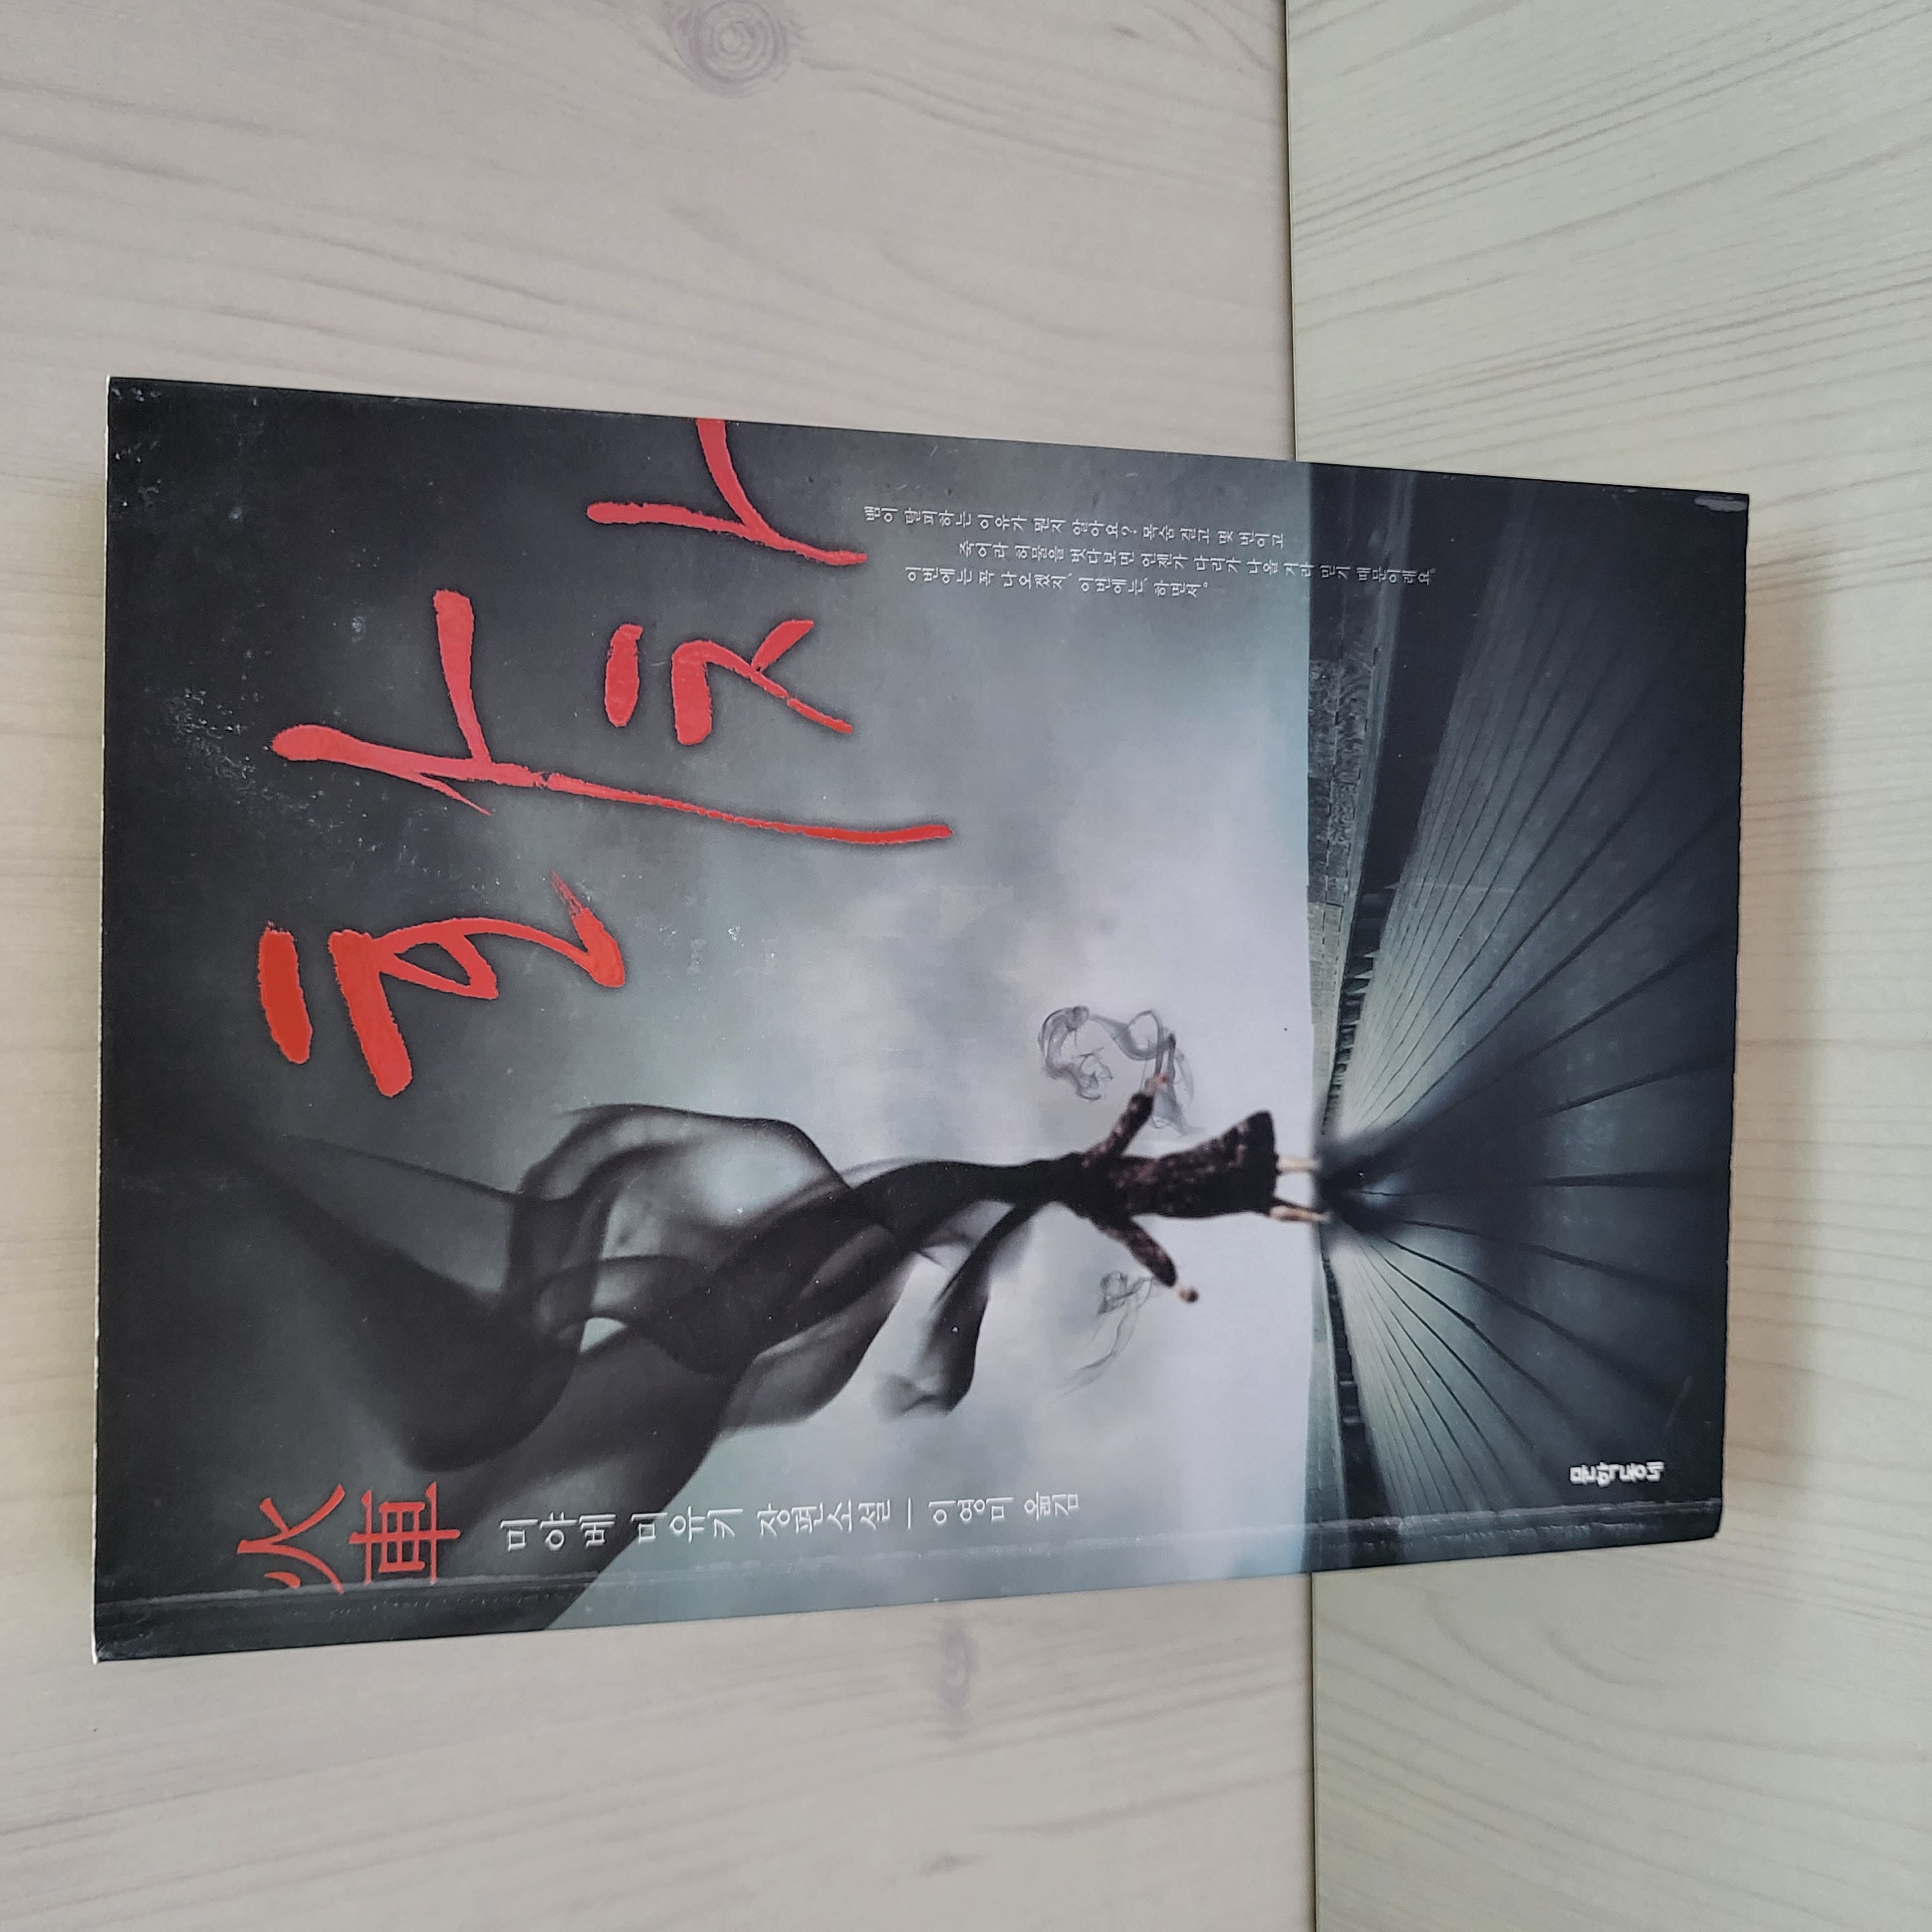 화차
火車
미야베 미유키 장편소설 — 이영미 옮김
뱀이 탈피하는 이유가 뭔지 알아요? 목숨 걸고 몇 번이고
죽어라 허물을 벗다보면 언젠가 다리가 나올 거라 믿기 때문이래요.
이번에는 꼭 나오겠지, 이번에는, 하면서.
문학동네